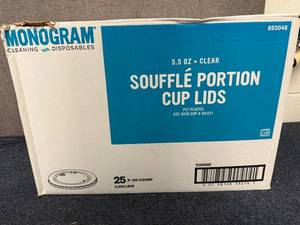 MONOGRAM
CLEANING DISPOSABLES
893048
5.5 OZ • CLEAR
SOUFFLÉ PORTION
CUP LIDS
PET PLASTIC
25 X 100 COUNT
2,500 LIDS